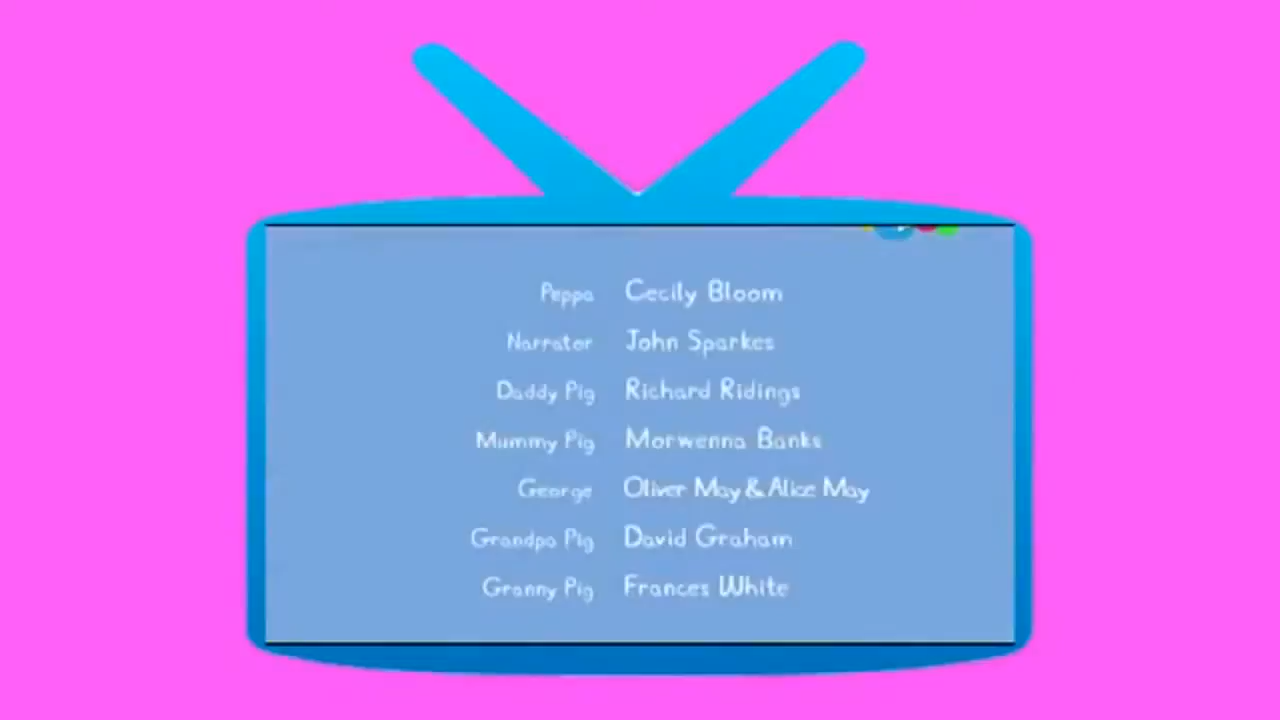 Peppa Cecily Bloom
Narrator John Sparkes
Daddy Pig Richard Ridings
Mummy Pig Morwenna Banks
George Oliver May & Alice May
Grandpa Pig David Graham
Granny Pig Frances White